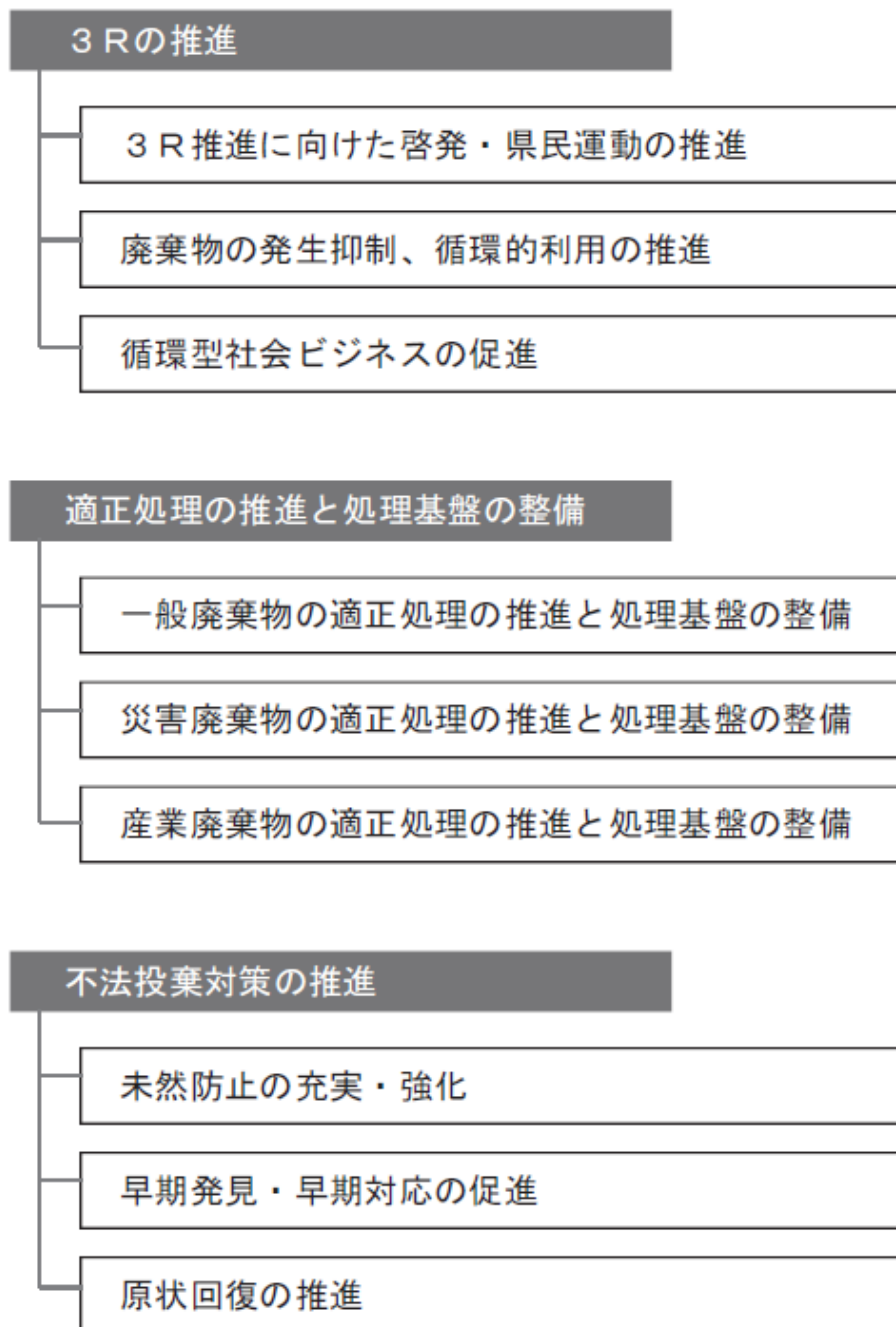 ３Ｒの推進
３Ｒ推進に向けた啓発・県民運動の推進
廃棄物の発生抑制、循環的利用の推進
循環型社会ビジネスの促進
適正処理の推進と処理基盤の整備
一般廃棄物の適正処理の推進と処理基盤の整備
災害廃棄物の適正処理の推進と処理基盤の整備
産業廃棄物の適正処理の推進と処理基盤の整備
不法投棄対策の推進
未然防止の充実・強化
早期発見・早期対応の促進
原状回復の推進